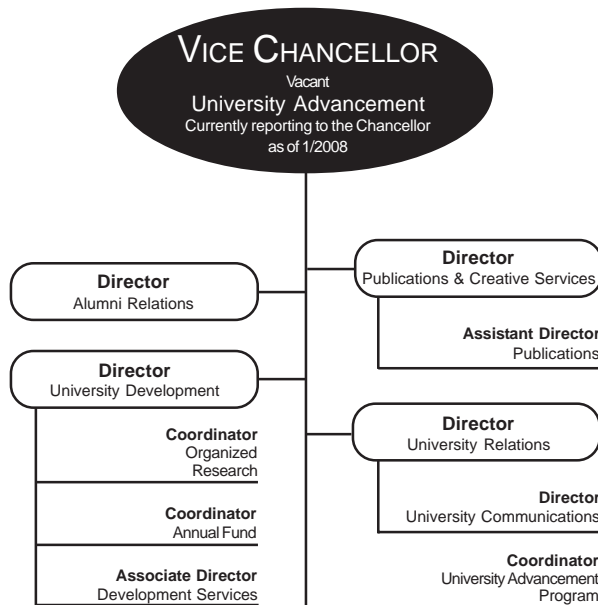 VICE CHANCELLOR
Vacant
University Advancement
Currently reporting to the Chancellor
as of 1/2008
Director
Alumni Relations
Director
University Development
Coordinator
Organized
Research
Coordinator
Annual Fund
Associate Director
Development Services
Director
Publications & Creative Services
Assistant Director
Publications
Director
University Relations
Director
University Communications
Coordinator
University Advancement
Program